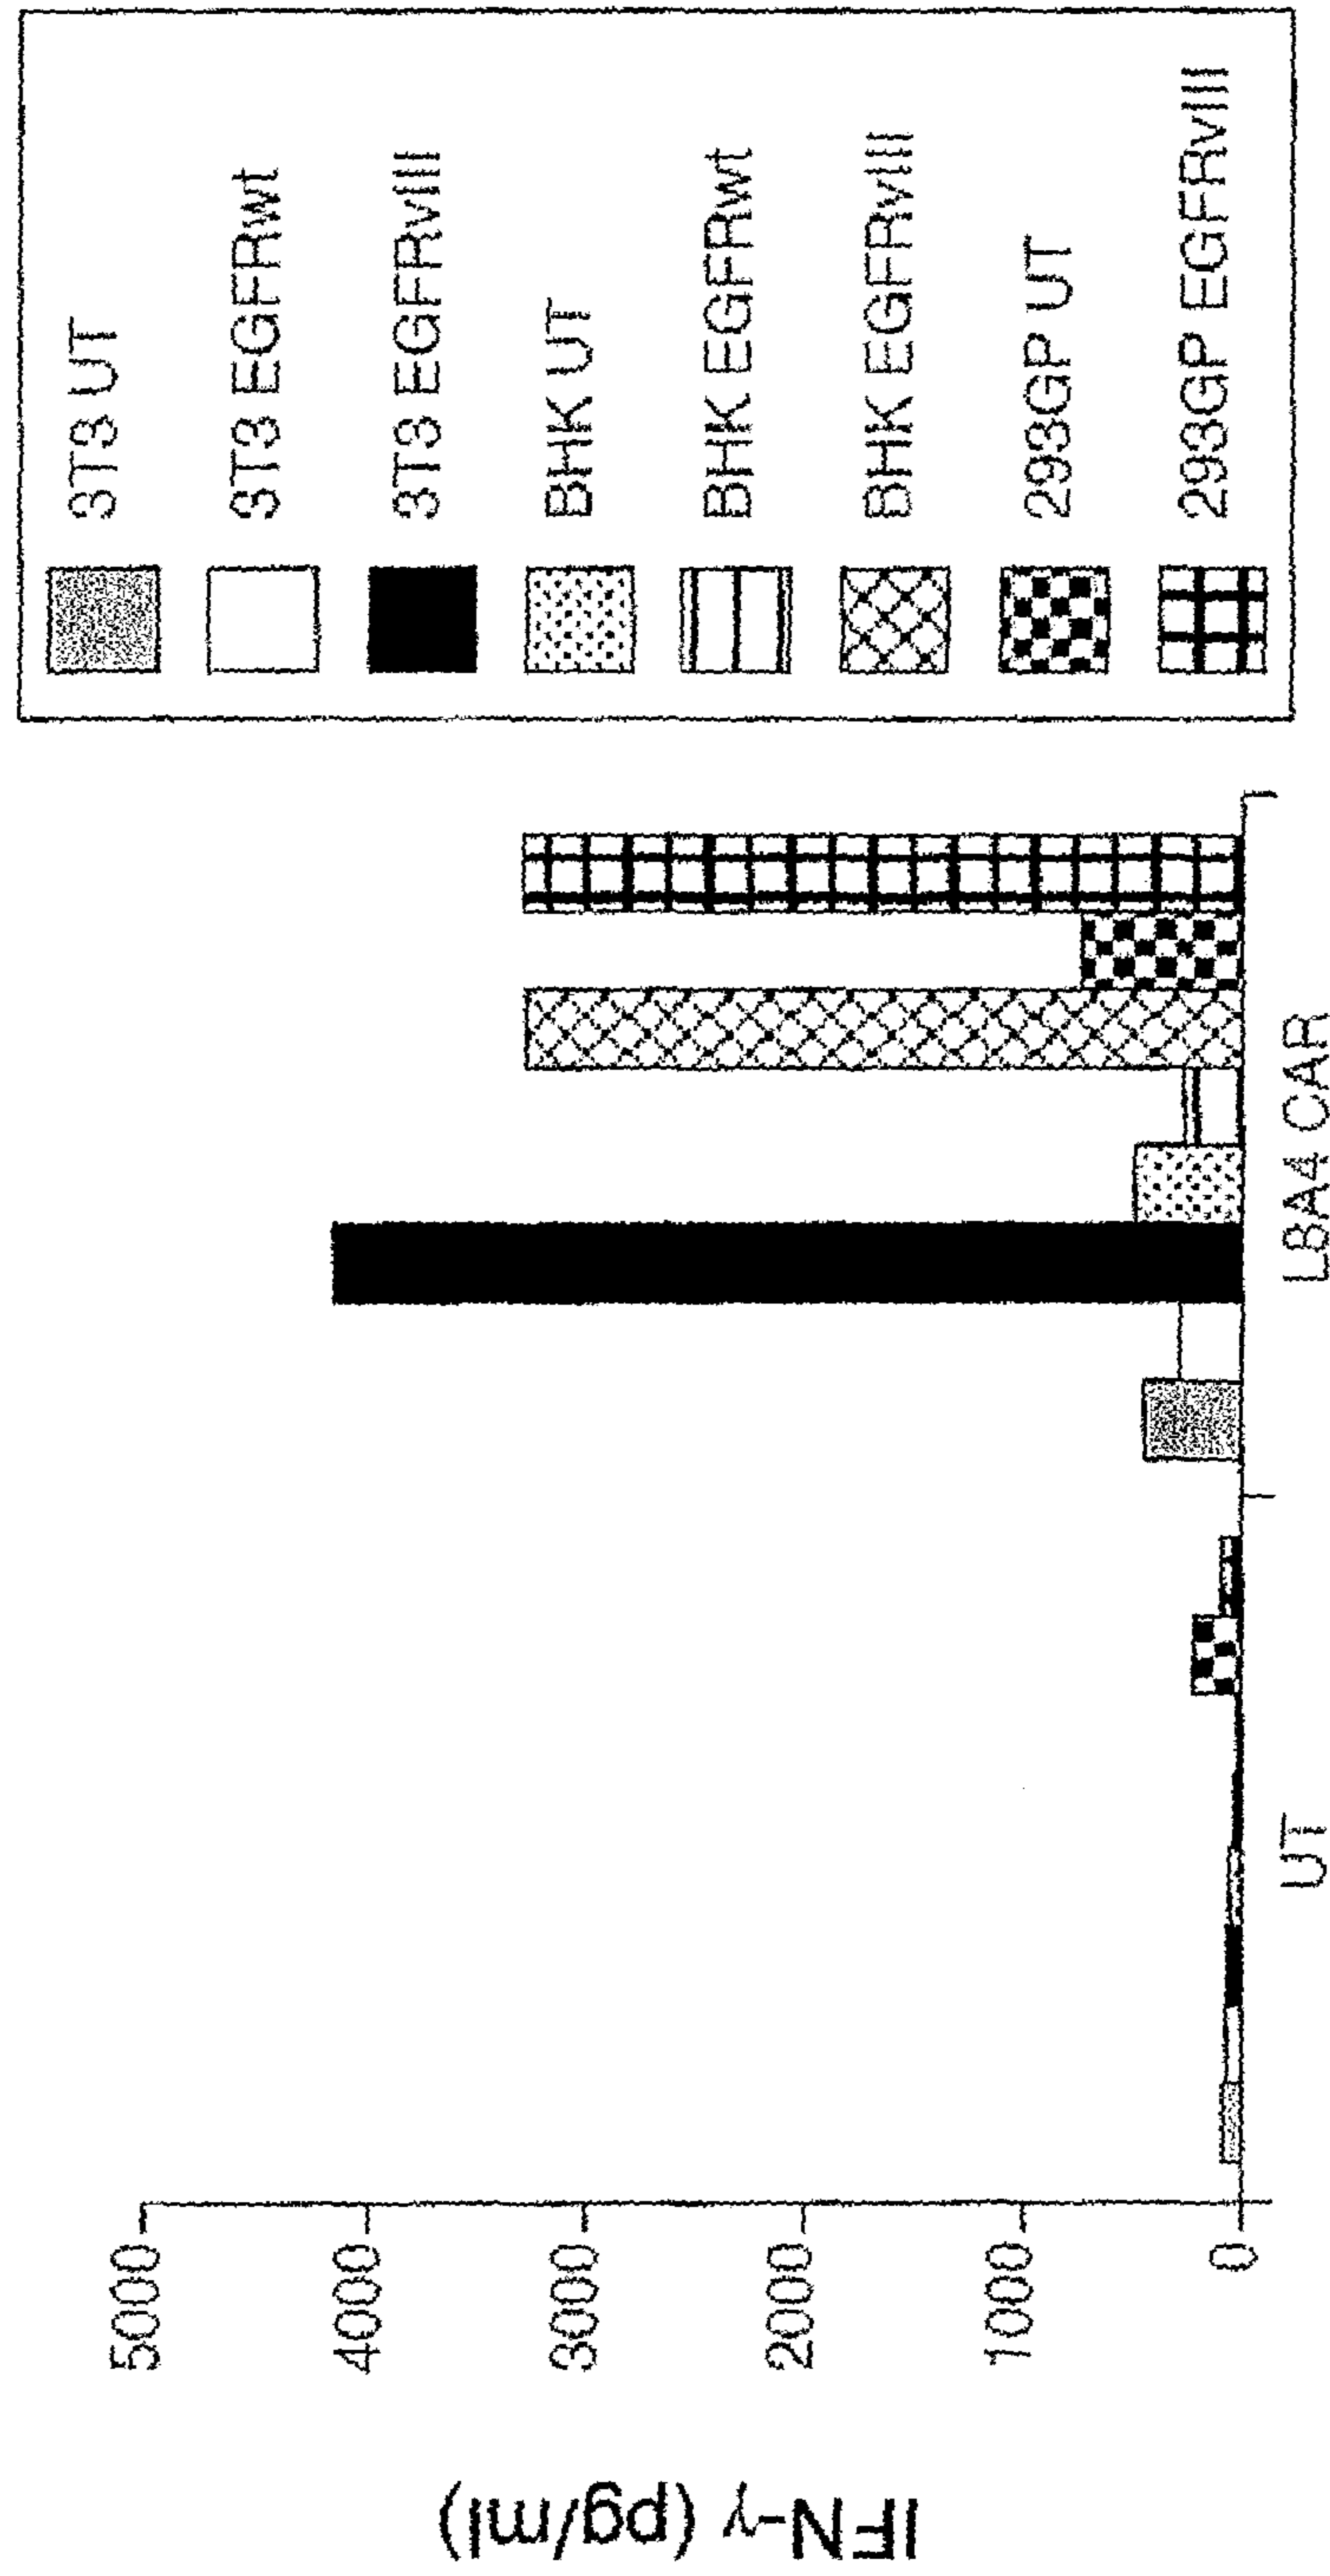 IFN-γ (pg/ml)
5000
4000
3000
2000
1000
0
UT
L8A4 CAR
3T3 UT
3T3 EGFRwt
3T3 EGFRvIII
BHK UT
BHK EGFRwt
BHK EGFRvIII
293GP UT
293GP EGFRvIII